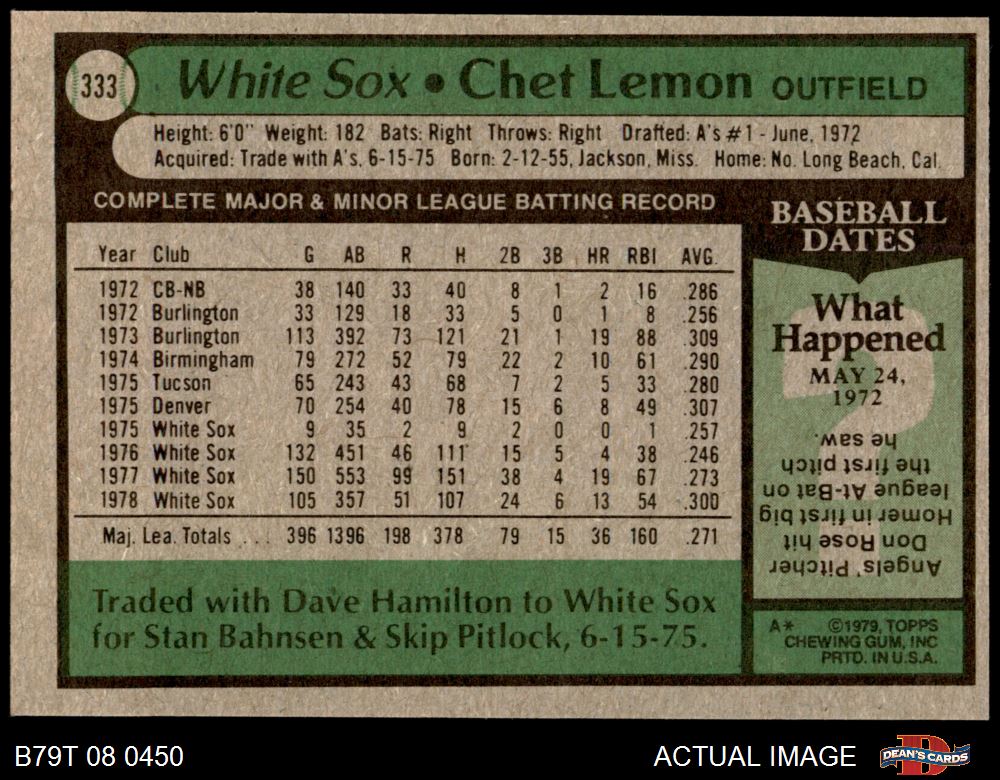 333 White Sox • Chet Lemon OUTFIELD
Height: 6'0" Weight: 182 Bats: Right Throws: Right Drafted: A's #1 - June, 1972
Acquired: Trade with A's, 6-15-75 Born: 2-12-55, Jackson, Miss. Home: No. Long Beach, Cal.
COMPLETE MAJOR & MINOR LEAGUE BATTING RECORD
Year Club G AB R H 2B 3B HR RBI AVG.
1972 CB-NB 38 140 33 40 8 1 2 16 .286
1972 Burlington 33 129 18 33 5 0 1 8 .256
1973 Burlington 113 392 73 121 21 1 19 88 .309
1974 Birmingham 79 272 52 79 22 2 10 61 .290
1975 Tucson 65 243 43 68 7 2 5 33 .280
1975 Denver 70 254 40 78 15 6 8 49 .307
1975 White Sox 9 35 2 9 2 0 0 1 .257
1976 White Sox 132 451 46 111 15 5 4 38 .246
1977 White Sox 150 553 99 151 38 4 19 67 .273
1978 White Sox 105 357 51 107 24 6 13 54 .300
Maj. Lea. Totals . . . 396 1396 198 378 79 15 36 160 .271
Traded with Dave Hamilton to White Sox
for Stan Bahnsen & Skip Pitlock, 6-15-75.
BASEBALL
DATES
What
Happened
MAY 24,
1972
?
Angels' Pitcher
Don Rose hit
Homer in first big
league At-Bat on
the first pitch
he saw.
A* ©1979, TOPPS
CHEWING GUM, INC
PRTD. IN U.S.A.
B79T 08 0450 ACTUAL IMAGE DEAN'S CARDS